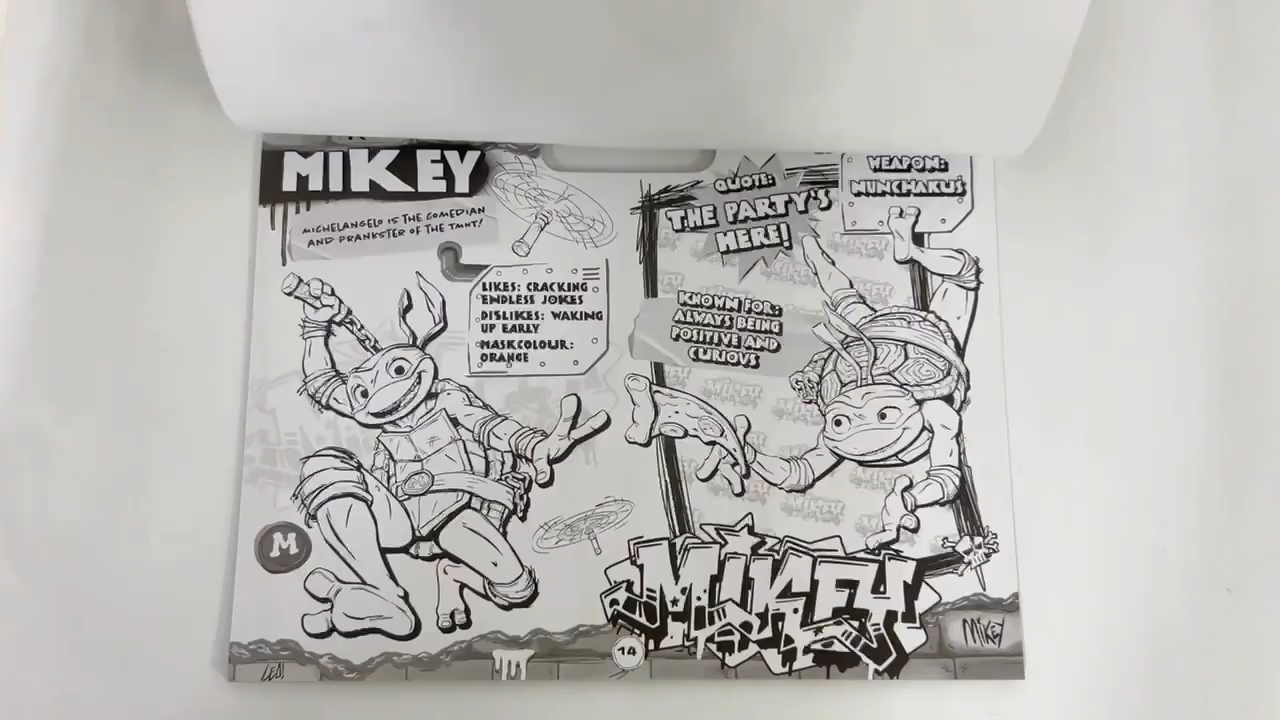 MIKEY
MICHELANGELO IS THE COMEDIAN
AND PRANKSTER OF THE TMNT!
LIKES: CRACKING
ENDLESS JOKES
DISLIKES: WAKING
UP EARLY
MASK COLOUR:
ORANGE
M
LEO!
QUOTE:
THE PARTY'S
HERE!
WEAPON:
NUNCHAKUS
KNOWN FOR:
ALWAYS BEING
POSITIVE AND
CURIOUS
MIKEY
MIKEY
14